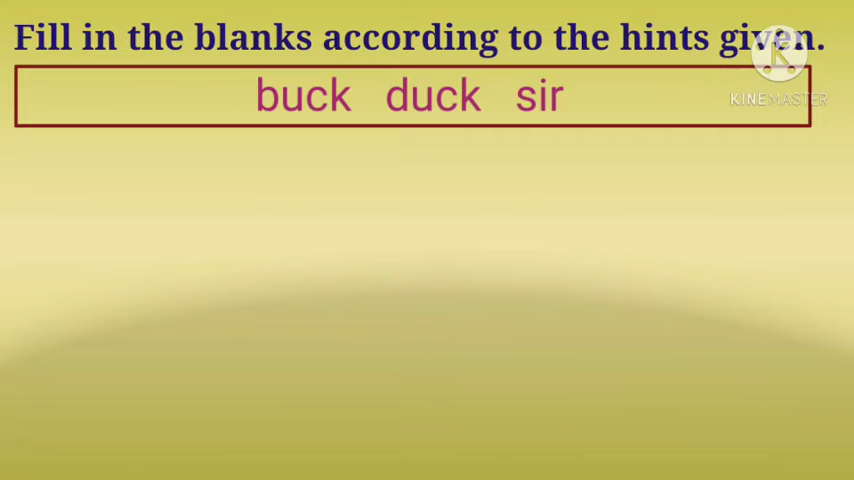 Fill in the blanks according to the hints given.
buck duck sir
KINEMASTER